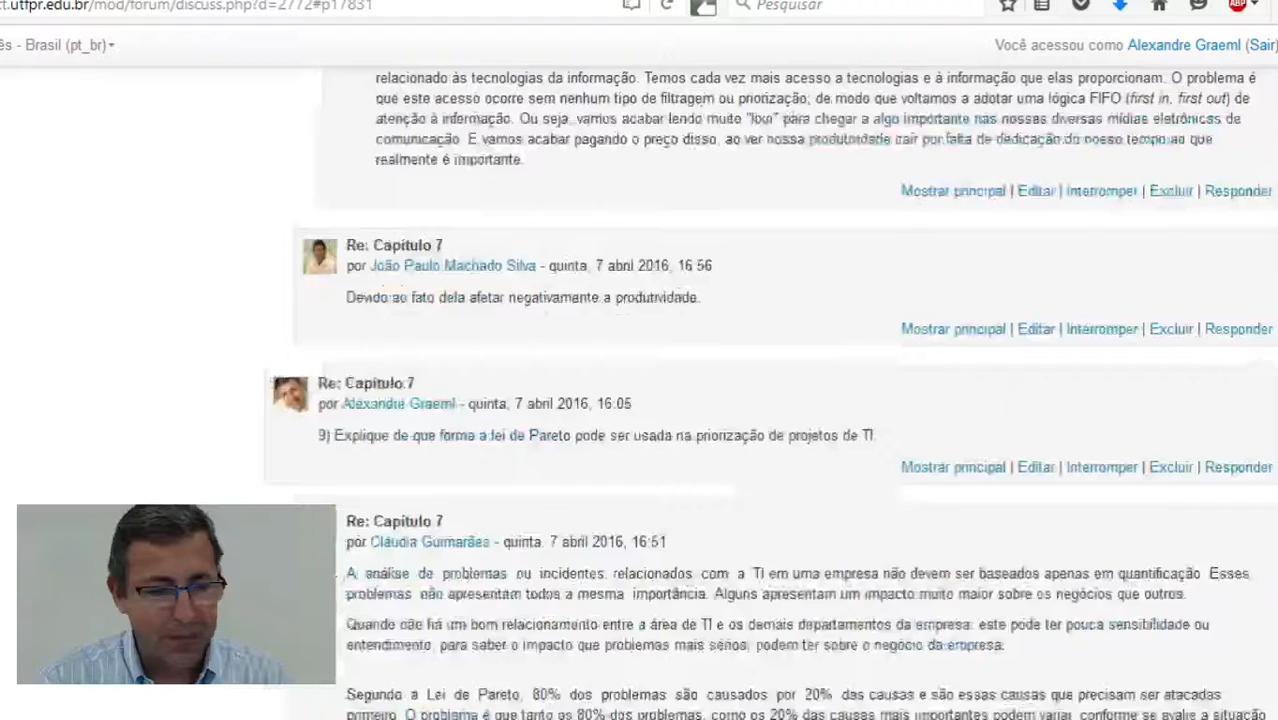 ct.utfpr.edu.br/mod/forum/discuss.php?d=2772#p17831 Pesquisar ABP
ês - Brasil (pt_br) Você acessou como Alexandre Graeml (Sair)
relacionado às tecnologias da informação. Temos cada vez mais acesso a tecnologias e à informação que elas proporcionam. O problema é
que este acesso ocorre sem nenhum tipo de filtragem ou priorização, de modo que voltamos a adotar uma lógica FIFO (first in, first out) de
atenção à informação. Ou seja, vamos acabar lendo muito "lixo" para chegar a algo importante nas nossas diversas mídias eletrônicas de
comunicação. E vamos acabar pagando o preço disso, ao ver nossa produtividade cair por falta de dedicação do nosso tempo ao que
realmente é importante.
Mostrar principal | Editar | Interromper | Excluir | Responder
Re: Capítulo 7
por João Paulo Machado Silva - quinta, 7 abril 2016, 16:56
Devido ao fato dela afetar negativamente a produtividade.
Mostrar principal | Editar | Interromper | Excluir | Responder
Re: Capítulo 7
por Alexandre Graeml - quinta, 7 abril 2016, 16:05
9) Explique de que forma a lei de Pareto pode ser usada na priorização de projetos de TI.
Mostrar principal | Editar | Interromper | Excluir | Responder
Re: Capítulo 7
por Cláudia Guimarães - quinta, 7 abril 2016, 16:51
A análise de problemas ou incidentes relacionados com a TI em uma empresa não devem ser baseados apenas em quantificação. Esses
problemas não apresentam todos a mesma importância. Alguns apresentam um impacto muito maior sobre os negócios que outros.
Quando não há um bom relacionamento entre a área de TI e os demais departamentos da empresa, este pode ter pouca sensibilidade ou
entendimento, para saber o impacto que problemas mais sérios, podem ter sobre o negócio da empresa.
Segundo a Lei de Pareto, 80% dos problemas são causados por 20% das causas e são essas causas que precisam ser atacadas
primeiro. O problema é que tanto os 80% dos problemas, como os 20% das causas mais importantes podem variar conforme se avalie a situação